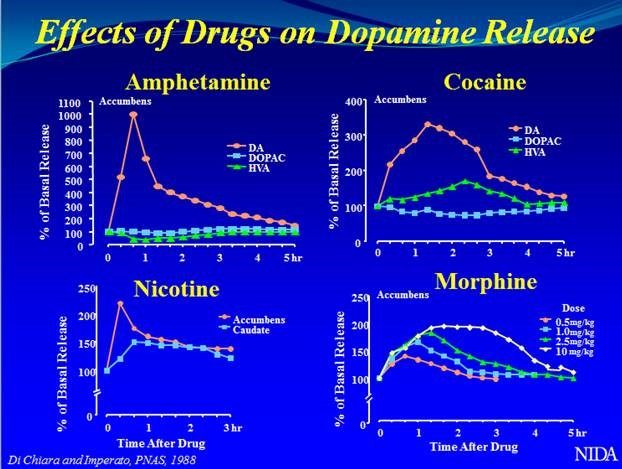 Effects of Drugs on Dopamine Release
Amphetamine
Accumbens
% of Basal Release
1100
1000
900
800
700
600
500
400
300
200
100
0
DA
DOPAC
HVA
0 1 2 3 4 5 hr
Cocaine
Accumbens
% of Basal Release
400
300
200
100
0
DA
DOPAC
HVA
0 1 2 3 4 5 hr
Nicotine
% of Basal Release
250
200
150
100
0
Accumbens
Caudate
0 1 2 3 hr
Time After Drug
Morphine
Accumbens
% of Basal Release
250
200
150
100
0
Dose
0.5mg/kg
1.0mg/kg
2.5mg/kg
10 mg/kg
0 1 2 3 4 5 hr
Time After Drug
Di Chiara and Imperato, PNAS, 1988
NIDA